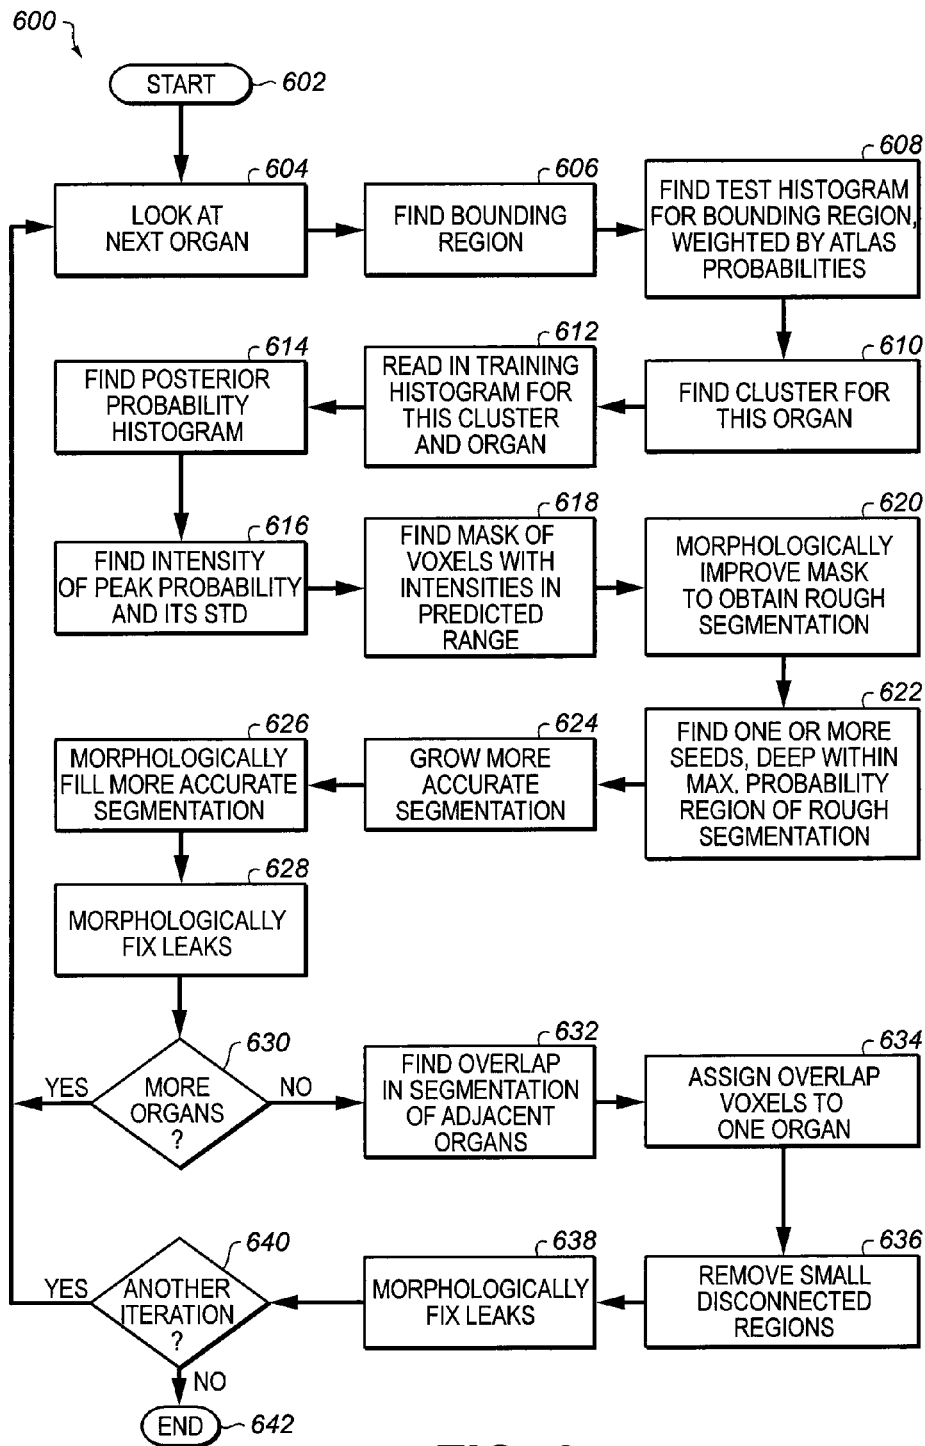 600
START
602
604
LOOK AT
NEXT ORGAN
606
FIND BOUNDING
REGION
608
FIND TEST HISTOGRAM
FOR BOUNDING REGION,
WEIGHTED BY ATLAS
PROBABILITIES
610
FIND CLUSTER FOR
THIS ORGAN
612
READ IN TRAINING
HISTOGRAM FOR
THIS CLUSTER
AND ORGAN
614
FIND POSTERIOR
PROBABILITY
HISTOGRAM
616
FIND INTENSITY
OF PEAK PROBABILITY
AND ITS STD
618
FIND MASK OF
VOXELS WITH
INTENSITIES IN
PREDICTED
RANGE
620
MORPHOLOGICALLY
IMPROVE MASK
TO OBTAIN ROUGH
SEGMENTATION
622
FIND ONE OR MORE
SEEDS, DEEP WITHIN
MAX. PROBABILITY
REGION OF ROUGH
SEGMENTATION
624
GROW MORE
ACCURATE
SEGMENTATION
626
MORPHOLOGICALLY
FILL MORE ACCURATE
SEGMENTATION
628
MORPHOLOGICALLY
FIX LEAKS
630
YES
MORE
ORGANS
?
NO
632
FIND OVERLAP
IN SEGMENTATION
OF ADJACENT
ORGANS
634
ASSIGN OVERLAP
VOXELS TO
ONE ORGAN
636
REMOVE SMALL
DISCONNECTED
REGIONS
638
MORPHOLOGICALLY
FIX LEAKS
640
YES
ANOTHER
ITERATION
?
NO
END
642